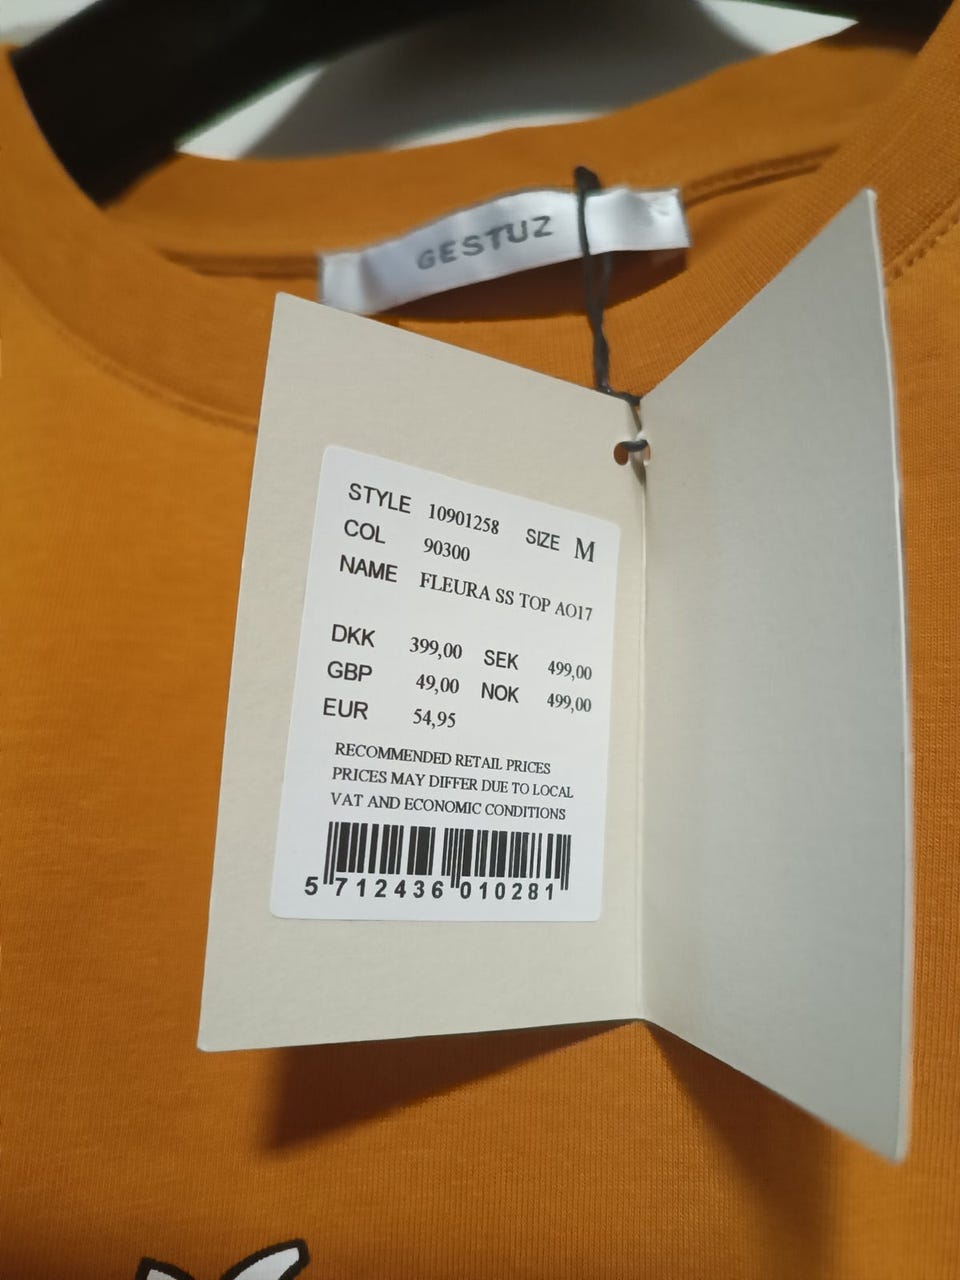 GESTUZ
STYLE 10901258 SIZE M
COL 90300
NAME FLEURA SS TOP AO17
DKK 399,00 SEK 499,00
GBP 49,00 NOK 499,00
EUR 54,95
RECOMMENDED RETAIL PRICES
PRICES MAY DIFFER DUE TO LOCAL
VAT AND ECONOMIC CONDITIONS
5 712436 010281